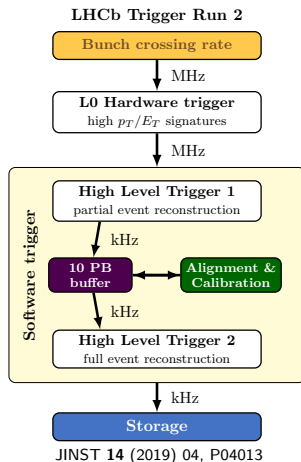 LHCb Trigger Run 2
Bunch crossing rate
MHz
L0 Hardware trigger
high p_T/E_T signatures
MHz
Software trigger
High Level Trigger 1
partial event reconstruction
kHz
10 PB
buffer
Alignment &
Calibration
kHz
High Level Trigger 2
full event reconstruction
kHz
Storage
JINST 14 (2019) 04, P04013